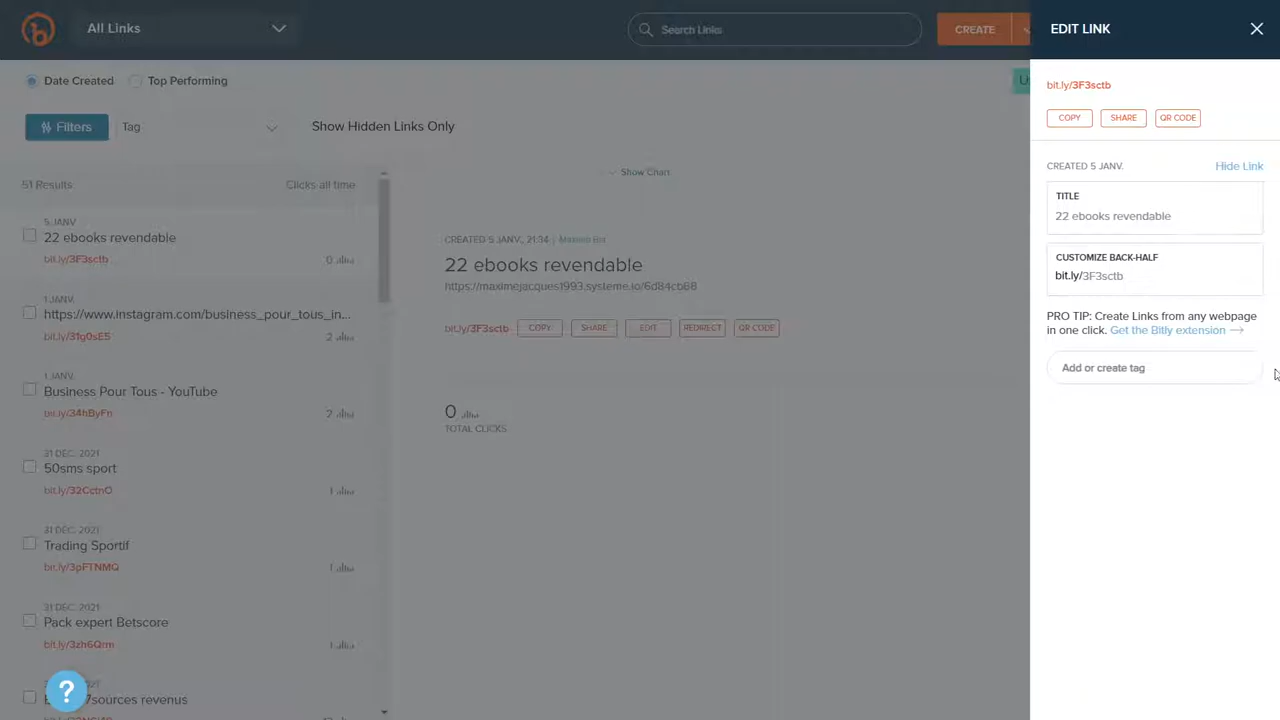 All Links
Search Links
CREATE
Date Created
Top Performing
Filters
Tag
Show Hidden Links Only
51 Results
Clicks all time
5 JANV.
22 ebooks revendable
bit.ly/3F3sctb
0
1 JANV.
https://www.instagram.com/business_pour_tous_in...
bit.ly/31g0sE5
2
1 JANV.
Business Pour Tous - YouTube
bit.ly/34hByFn
2
31 DÉC. 2021
50sms sport
bit.ly/32CctnO
1
31 DÉC. 2021
Trading Sportif
bit.ly/3pFTNMQ
1
31 DÉC. 2021
Pack expert Betscore
bit.ly/3zh6Qrm
1
7sources revenus
?
Show Chart
CREATED 5 JANV., 21:34 |
22 ebooks revendable
https://maximejacques1993.systeme.io/6d84cb68
bit.ly/3F3sctb
COPY
SHARE
EDIT
REDIRECT
QR CODE
0
TOTAL CLICKS
EDIT LINK
bit.ly/3F3sctb
COPY
SHARE
QR CODE
CREATED 5 JANV.
Hide Link
TITLE
22 ebooks revendable
CUSTOMIZE BACK-HALF
bit.ly/3F3sctb
PRO TIP: Create Links from any webpage
in one click. Get the Bitly extension →
Add or create tag